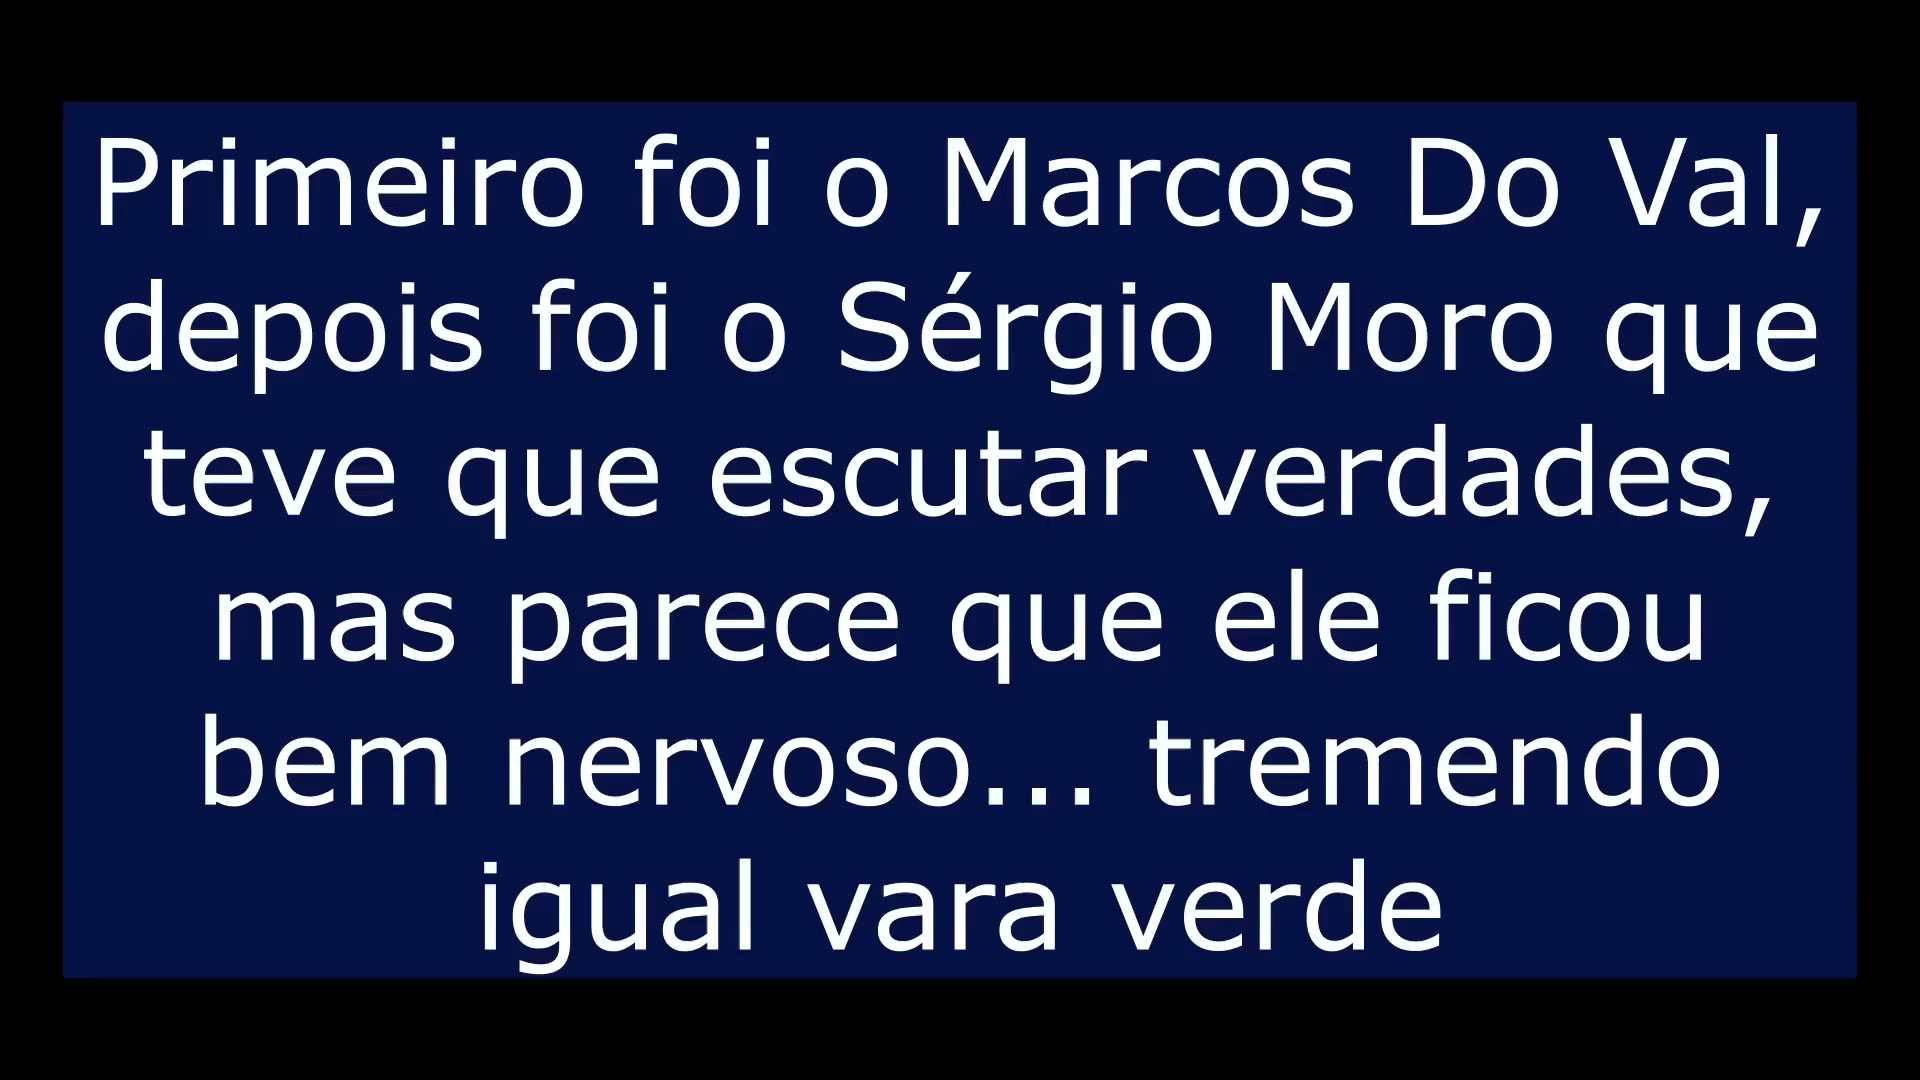 Primeiro foi o Marcos Do Val,
depois foi o Sérgio Moro que
teve que escutar verdades,
mas parece que ele ficou
bem nervoso... tremendo
igual vara verde